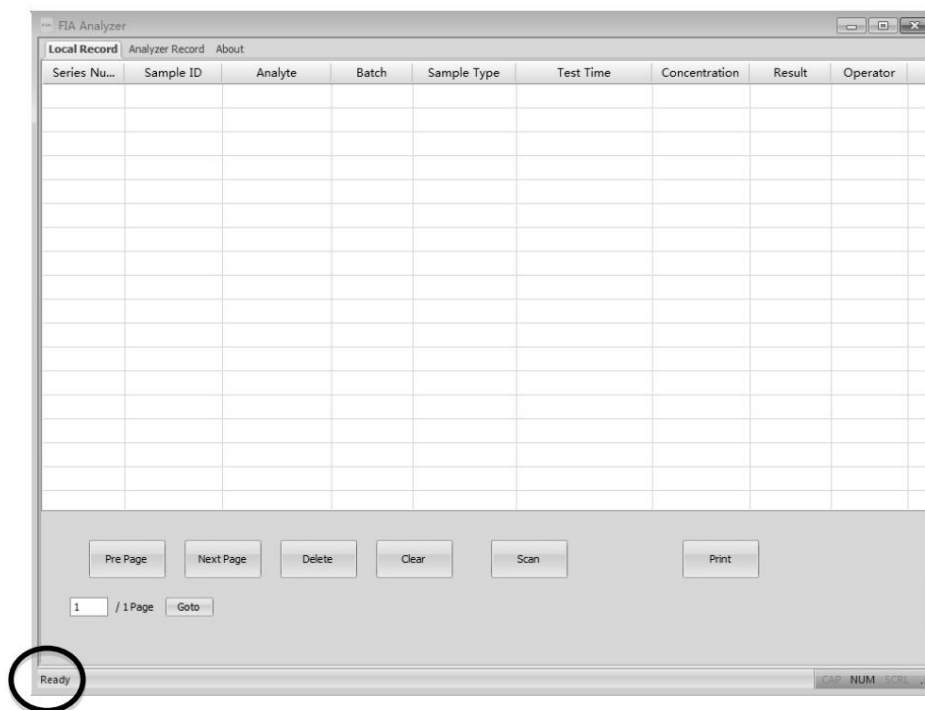 FIA Analyzer
Local Record Analyzer Record About
Series Nu... Sample ID Analyte Batch Sample Type Test Time Concentration Result Operator
Pre Page Next Page Delete Clear Scan Print
1 / 1 Page Goto
Ready CAP NUM SCRL